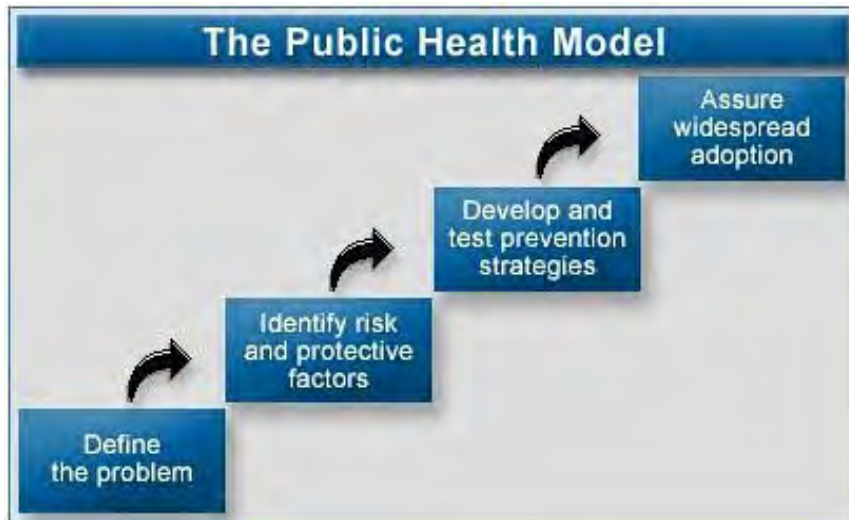 The Public Health Model
Assure
widespread
adoption
Develop and
test prevention
strategies
Identify risk
and protective
factors
Define
the problem